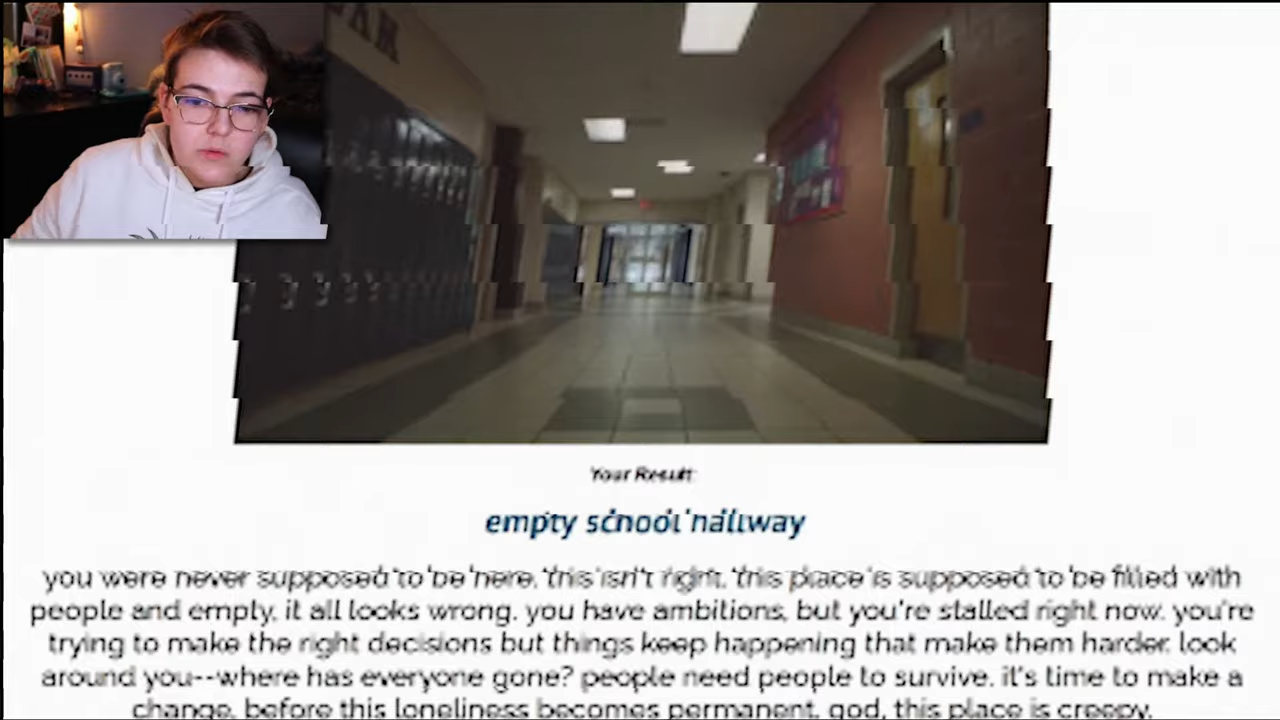 Your Result:
empty school hallway
you were never supposed to be here. this isn't right. this place is supposed to be filled with
people and empty, it all looks wrong. you have ambitions, but you're stalled right now. you're
trying to make the right decisions but things keep happening that make them harder. look
around you--where has everyone gone? people need people to survive. it's time to make a
change, before this loneliness becomes permanent. god, this place is creepy.